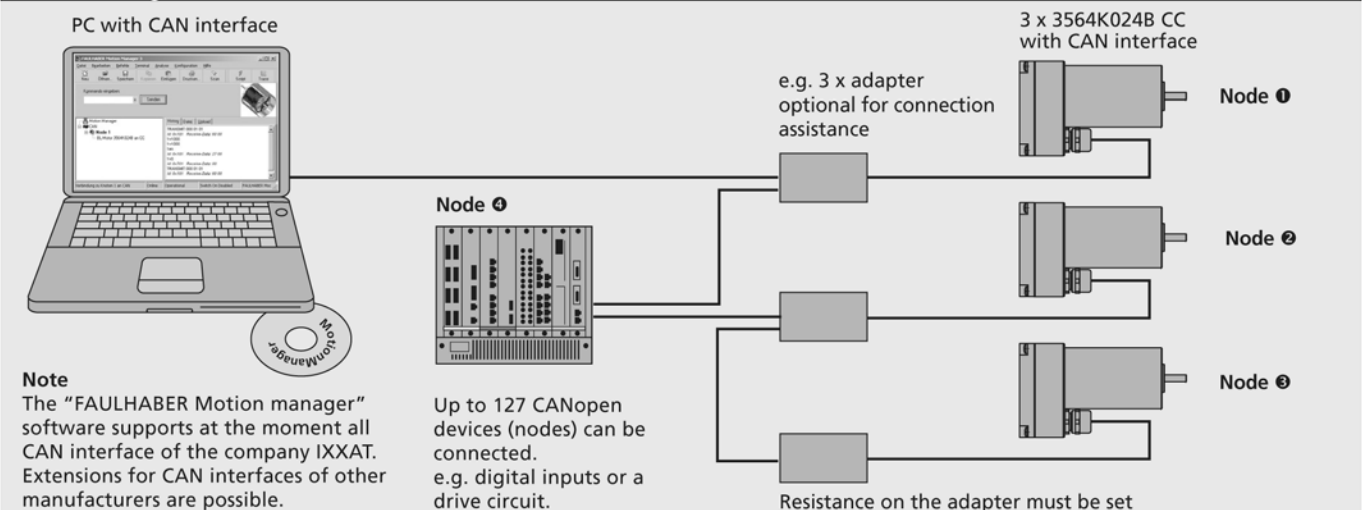 PC with CAN interface
3 x 3564K024B CC
with CAN interface
e.g. 3 x adapter
optional for connection
assistance
Node ❶
Node ❹
Node ❷
MotionManager
Node ❸
Note
The “FAULHABER Motion manager”
software supports at the moment all
CAN interface of the company IXXAT.
Extensions for CAN interfaces of other
manufacturers are possible.
Up to 127 CANopen
devices (nodes) can be
connected.
e.g. digital inputs or a
drive circuit.
Resistance on the adapter must be set